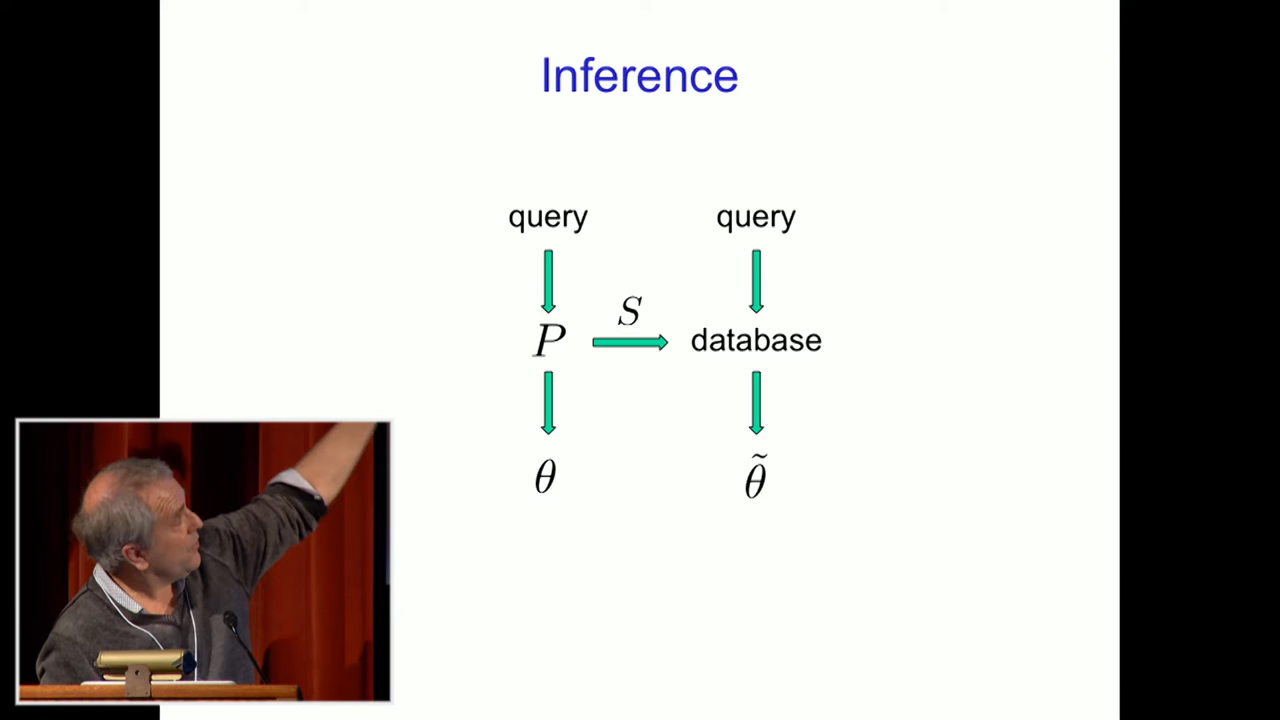 Inference
query query
S
P database
θ θ̃